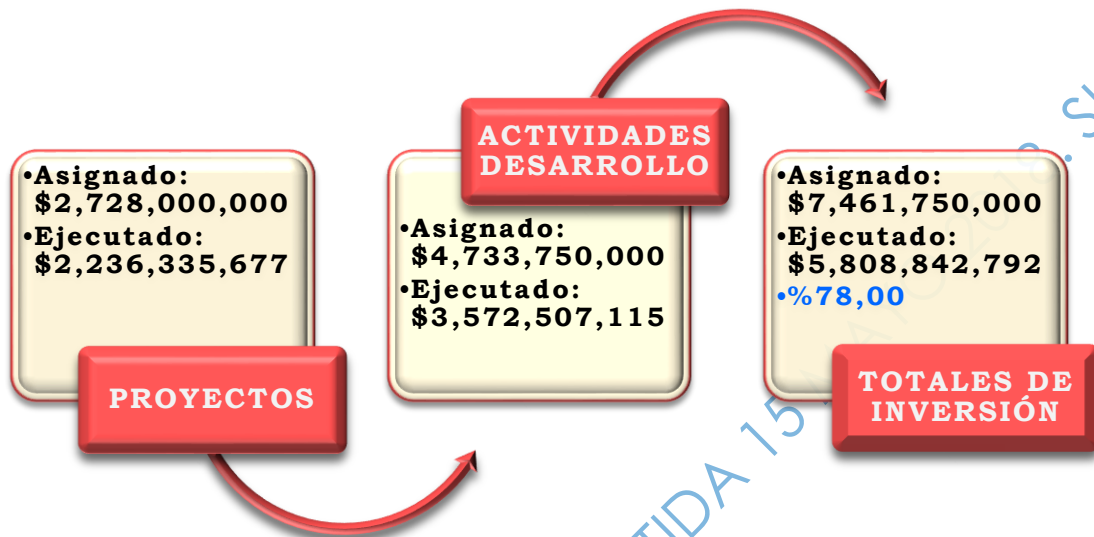 •Asignado:
$2,728,000,000
•Ejecutado:
$2,236,335,677
PROYECTOS
ACTIVIDADES
DESARROLLO
•Asignado:
$4,733,750,000
•Ejecutado:
$3,572,507,115
•Asignado:
$7,461,750,000
•Ejecutado:
$5,808,842,792
•%78,00
TOTALES DE
INVERSIÓN